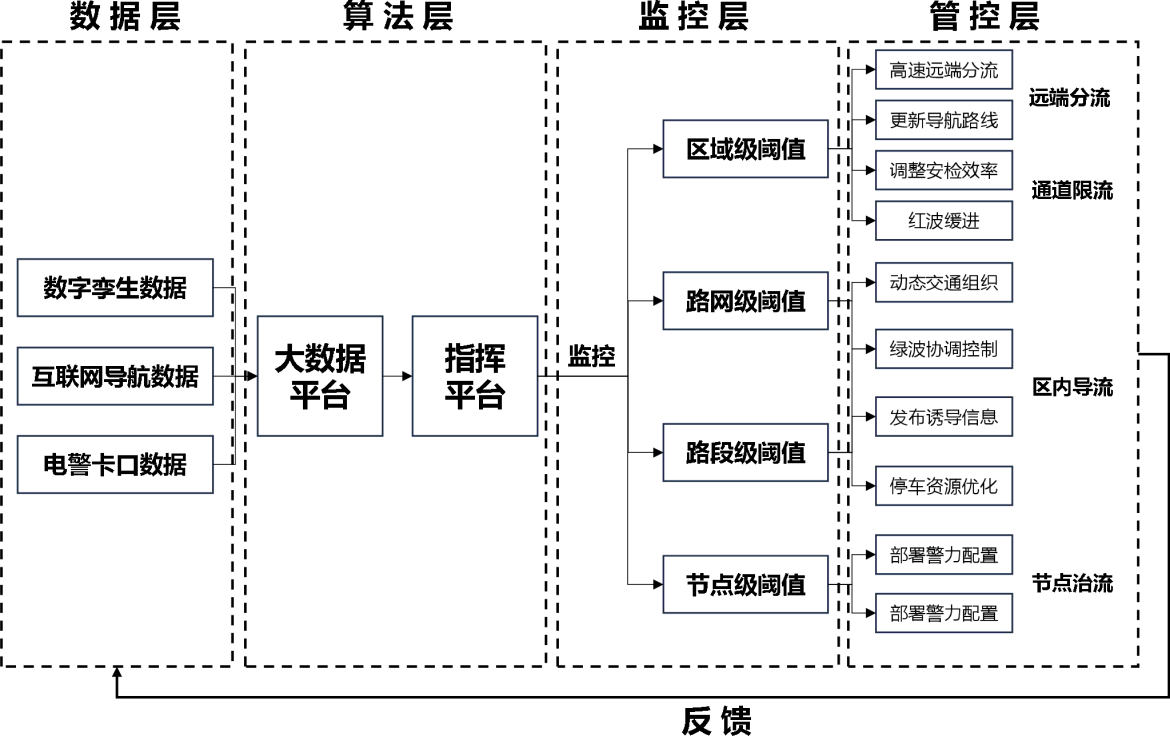 数据层
算法层
监控层
管控层
数字孪生数据
互联网导航数据
电警卡口数据
大数据
平台
指挥
平台
监控
区域级阈值
路网级阈值
路段级阈值
节点级阈值
高速远端分流
更新导航路线
调整安检效率
红波缓进
动态交通组织
绿波协调控制
发布诱导信息
停车资源优化
部署警力配置
部署警力配置
远端分流
通道限流
区内导流
节点治流
反馈